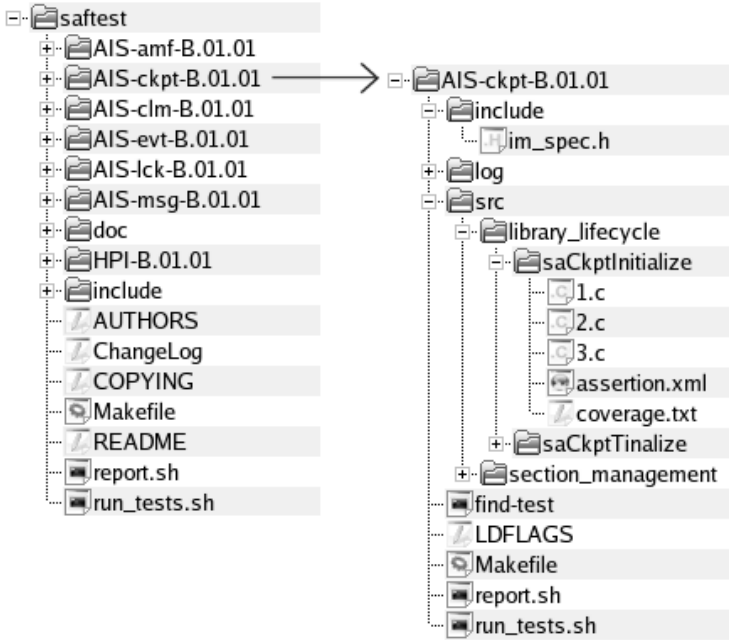 saftest
AIS-amf-B.01.01
AIS-ckpt-B.01.01
AIS-clm-B.01.01
AIS-evt-B.01.01
AIS-lck-B.01.01
AIS-msg-B.01.01
doc
HPI-B.01.01
include
AUTHORS
ChangeLog
COPYING
Makefile
README
report.sh
run_tests.sh
AIS-ckpt-B.01.01
include
.H
im_spec.h
log
src
library_lifecycle
saCkptInitialize
.C
1.c
.C
2.c
.C
3.c
assertion.xml
coverage.txt
saCkptTinalize
section_management
find-test
LDFLAGS
Makefile
report.sh
run_tests.sh